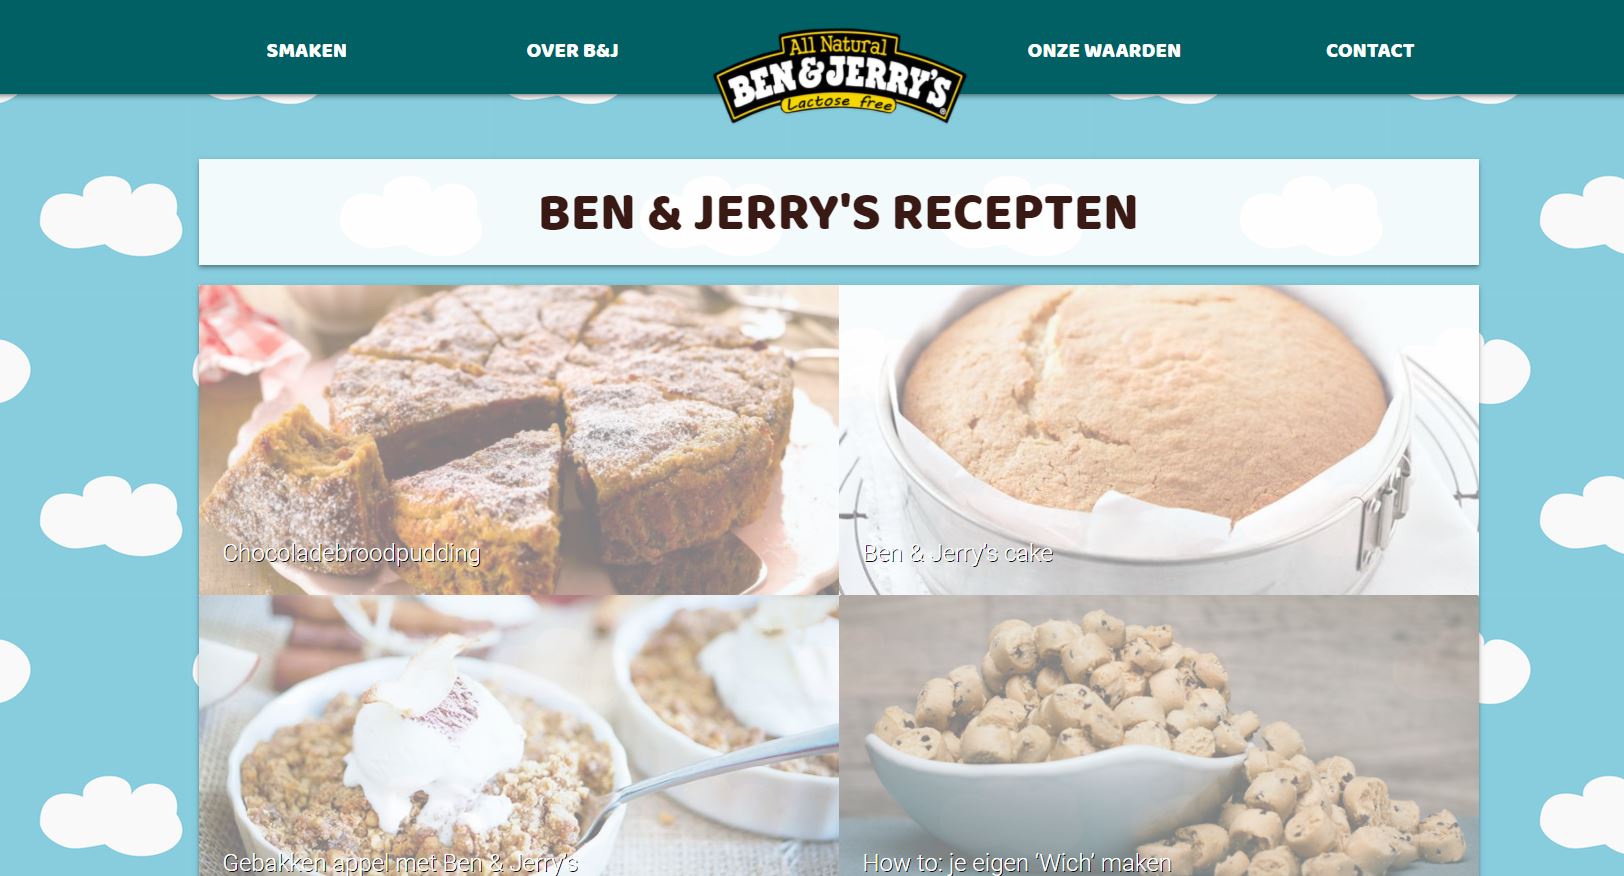 SMAKEN
OVER B&J
All Natural
BEN & JERRY'S
Lactose free
®
ONZE WAARDEN
CONTACT
BEN & JERRY'S RECEPTEN
Chocoladebroodpudding
Ben & Jerry's cake
Gebakken appel met Ben & Jerry's
How to: je eigen ‘Wich’ maken